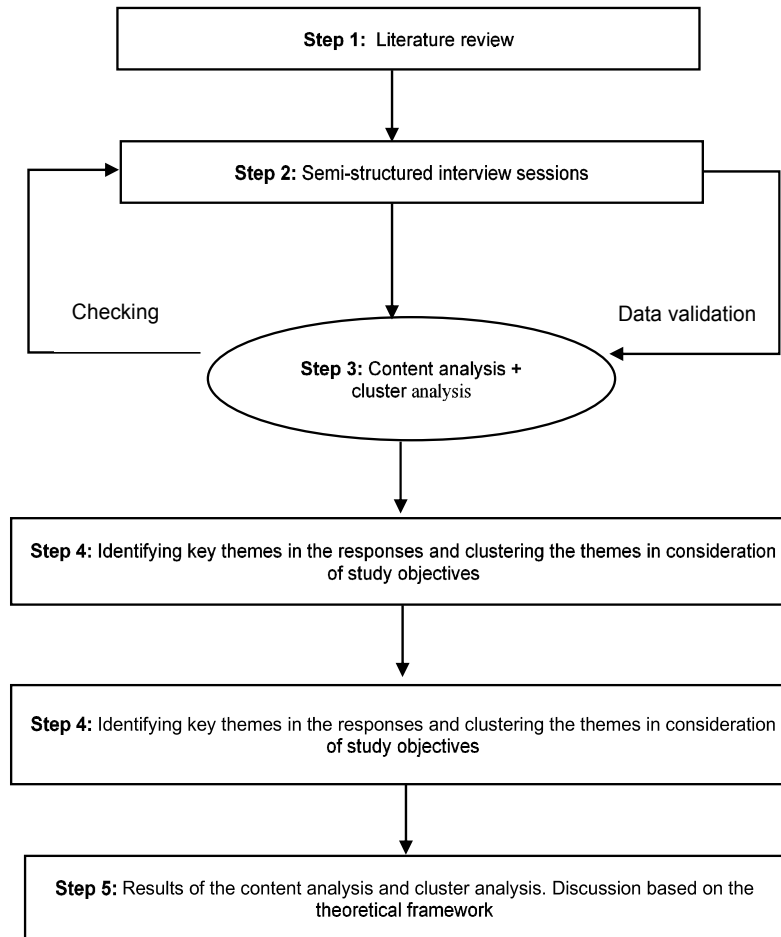 Step 1: Literature review
Step 2: Semi-structured interview sessions
Checking
Data validation
Step 3: Content analysis +
cluster analysis
Step 4: Identifying key themes in the responses and clustering the themes in consideration
of study objectives
Step 4: Identifying key themes in the responses and clustering the themes in consideration
of study objectives
Step 5: Results of the content analysis and cluster analysis. Discussion based on the
theoretical framework